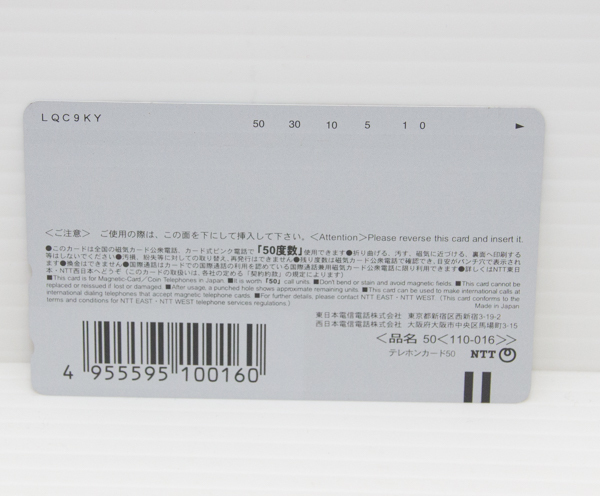 LQC9KY
50 30 10 5 1 0 ►
＜ご注意＞ ご使用の際は、この面を下にして挿入して下さい。＜Attention＞Please reverse this card and insert it.
●このカードは全国の磁気カード公衆電話、カード式ピンク電話で「50度数」使用できます●折り曲げる、汚す、磁気に近づける、裏面へ印刷する
等はしないでください●汚損、紛失等に対しての取り替え、再発行はできません●残り度数は磁気カード公衆電話で確認でき、目安がパンチ穴で表示され
ます●換金はできません●国際通話はカードでの国際通話の利用を認めている国際通話兼用磁気カード公衆電話に限り利用できます●詳しくはNTT東日
本・NTT西日本へどうぞ（このカードの取扱いは、各社の定める「契約約款」の規定によります）
■This card is for Magnetic-Card／Coin Telephones in Japan. ■It is worth「50」call units. ■Don't bend or stain and avoid magnetic fields. ■This card cannot be
replaced or reissued if lost or damaged. ■After usage, a punched hole shows approximate remaining units. ■This card can be used to make international calls at
international dialing telephones that accept magnetic telephone cards. ■For further details, please contact NTT EAST・NTT WEST. (This card conforms to the
terms and conditions for NTT EAST・NTT WEST telephone services regulations.)
Made in Japan
東日本電信電話株式会社 東京都新宿区西新宿3-19-2
西日本電信電話株式会社 大阪府大阪市中央区馬場町3-15
＜品名 50＜110-016＞＞
テレホンカード50 NTT
4 955595 100160